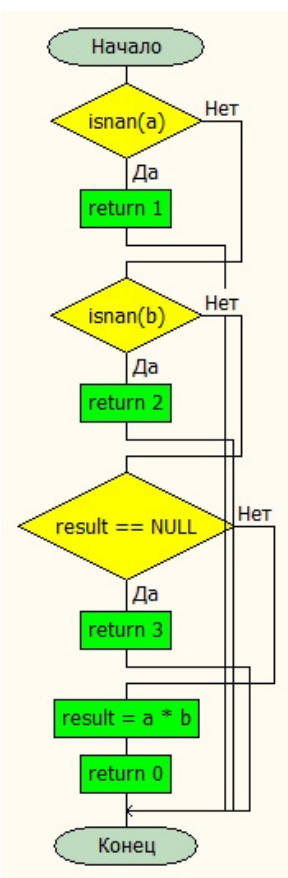 Начало
Нет
isnan(a)
Да
return 1
Нет
isnan(b)
Да
return 2
Нет
result == NULL
Да
return 3
result = a * b
return 0
Конец